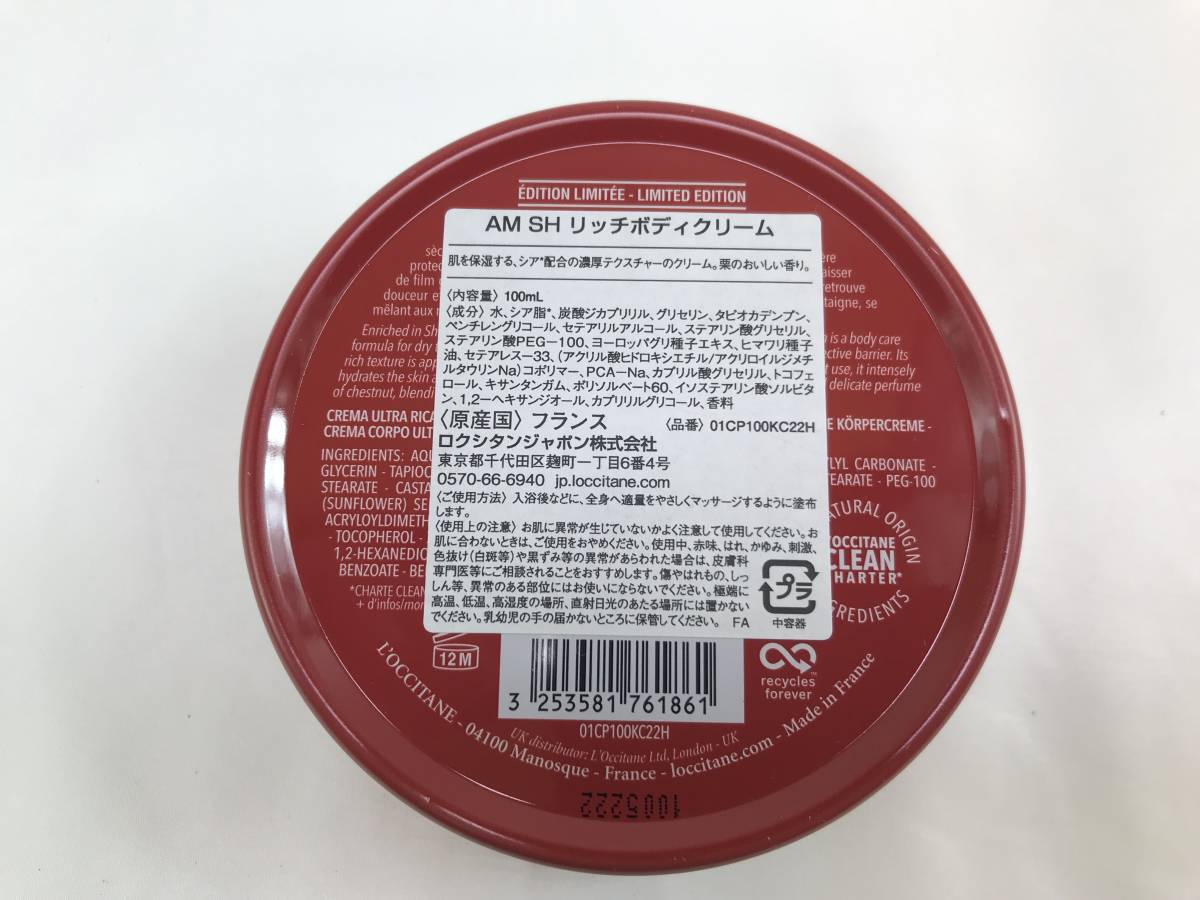 ÉDITION LIMITÉE - LIMITED EDITION
AM SH リッチボディクリーム
肌を保湿する、シア*配合の濃厚テクスチャーのクリーム。栗のおいしい香り。
〈内容量〉 100mL
〈成分〉 水、シア脂*、炭酸ジカプリリル、グリセリン、タピオカデンプン、
ペンチレングリコール、セテアリルアルコール、ステアリン酸グリセリル、
ステアリン酸PEG-100、ヨーロッパグリ種子エキス、ヒマワリ種子
油、セテアレス-33、(アクリル酸ヒドロキシエチル/アクリロイルジメチ
ルタウリンNa)コポリマー、PCA-Na、カプリル酸グリセリル、トコフェ
ロール、キサンタンガム、ポリソルベート60、イソステアリン酸ソルビタ
ン、1,2-ヘキサンジオール、カプリリルグリコール、香料
〈原産国〉 フランス 〈品番〉 01CP100KC22H
ロクシタンジャポン株式会社
東京都千代田区麹町一丁目6番4号
0570-66-6940 jp.loccitane.com
〈ご使用方法〉 入浴後などに、全身へ適量をやさしくマッサージするように塗布
します。
〈使用上の注意〉 お肌に異常が生じていないかよく注意して使用してください。お
肌に合わないときは、ご使用をおやめください。使用中、赤味、はれ、かゆみ、刺激、
色抜け(白斑等)や黒ずみ等の異常があらわれた場合は、皮膚科
専門医等にご相談されることをおすすめします。傷やはれもの、しっ
しん等、異常のある部位にはお使いにならないでください。極端に
高温、低温、高湿度の場所、直射日光のあたる場所には置かない
でください。乳幼児の手の届かないところに保管してください。 FA
プラ
中容器
de film
douceur et
mêlant aux
Enriched in Sh
formula for dry
rich texture is
hydrates the skin
of chestnut,
CREMA ULTRA
CREMA CORPO
INGREDIENTS:
GLYCERIN -
STEARATE -
(SUNFLOWER)
- TOCOPHEROL -
BENZOATE -
*CHARTE CLEAN
+ d'infos/
aisser
retrouve
taigne, se
is a body care
barrier. Its
use, it intensely
delicate perfume
KÖRPERCREME -
CARBONATE -
- PEG-100
NATURAL ORIGIN
L'OCCITANE
CLEAN
CHARTER*
INGREDIENTS
12 M
3 253581 761861
01CP100KC22H
recycles
forever
UK distributor: L'Occitane Ltd, London - UK
L'OCCITANE - 04100 Manosque - France - loccitane.com - Made in France
1005222